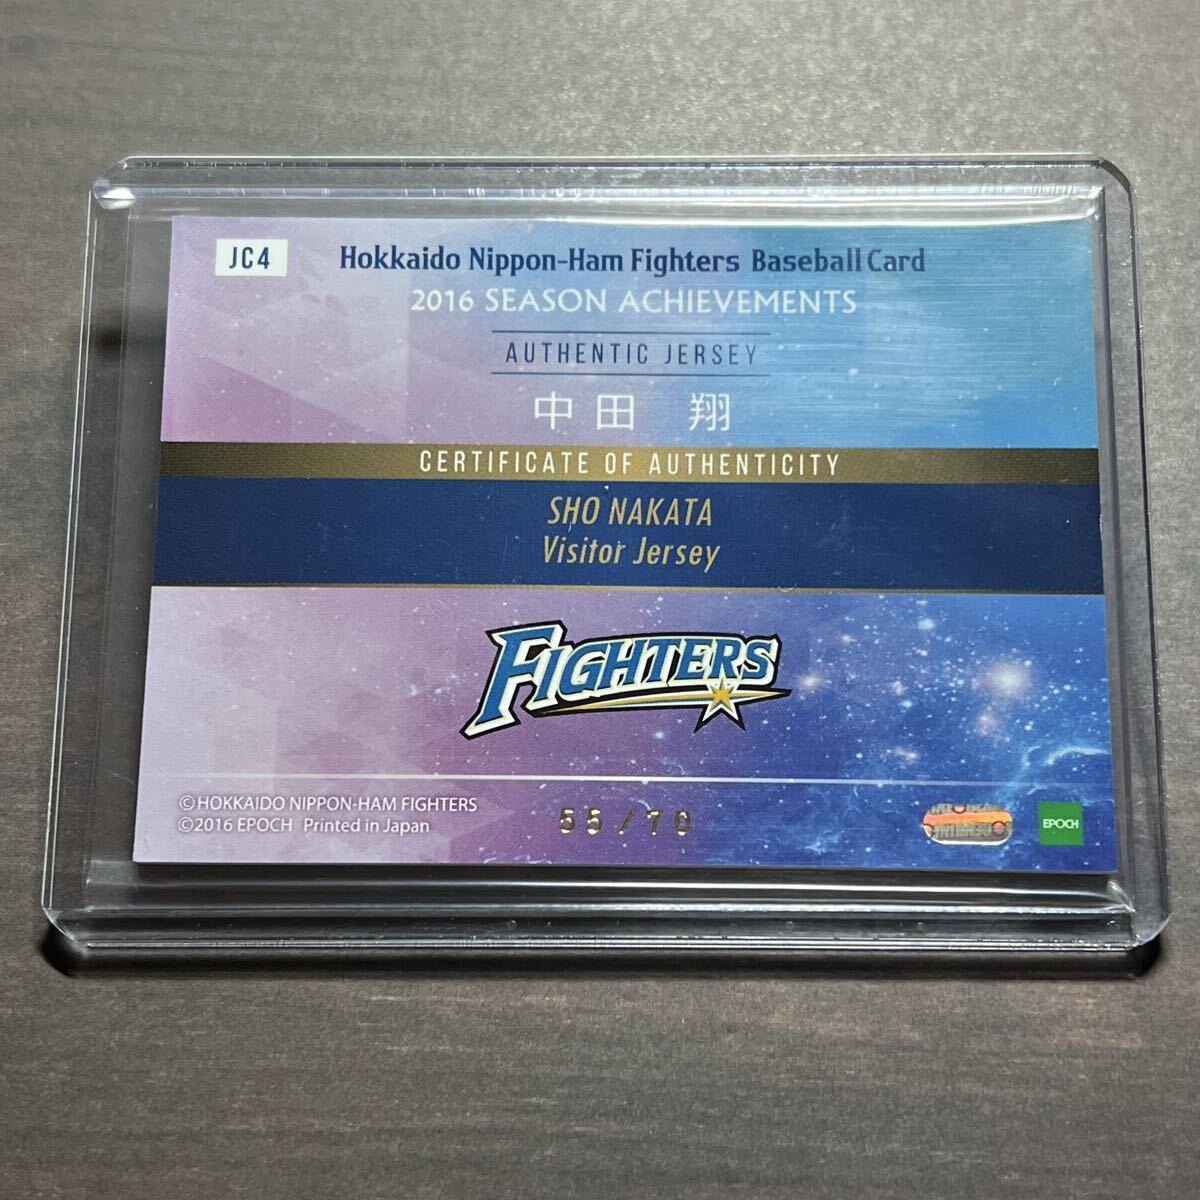 JC4
Hokkaido Nippon-Ham Fighters Baseball Card
2016 SEASON ACHIEVEMENTS
AUTHENTIC JERSEY
中田 翔
CERTIFICATE OF AUTHENTICITY
SHO NAKATA
Visitor Jersey
FIGHTERS
©HOKKAIDO NIPPON-HAM FIGHTERS
©2016 EPOCH Printed in Japan
55/70
EPOCH